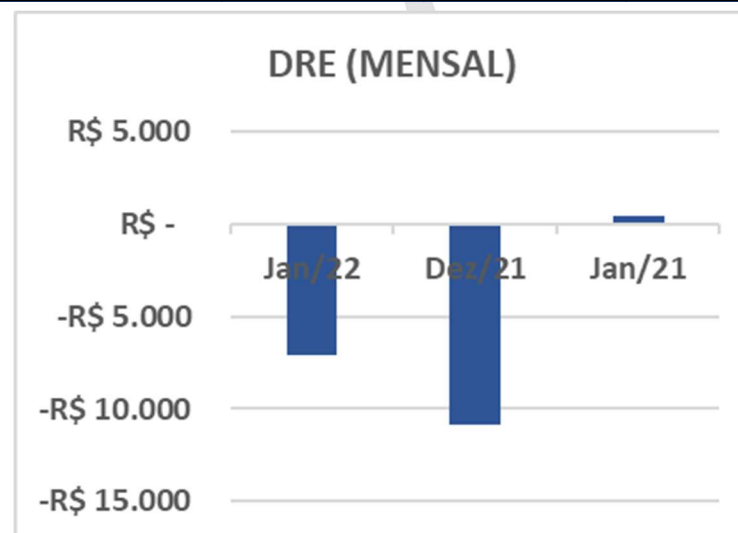 DRE (MENSAL)
R$ 5.000
R$ -
Jan/22 Dez/21 Jan/21
-R$ 5.000
-R$ 10.000
-R$ 15.000